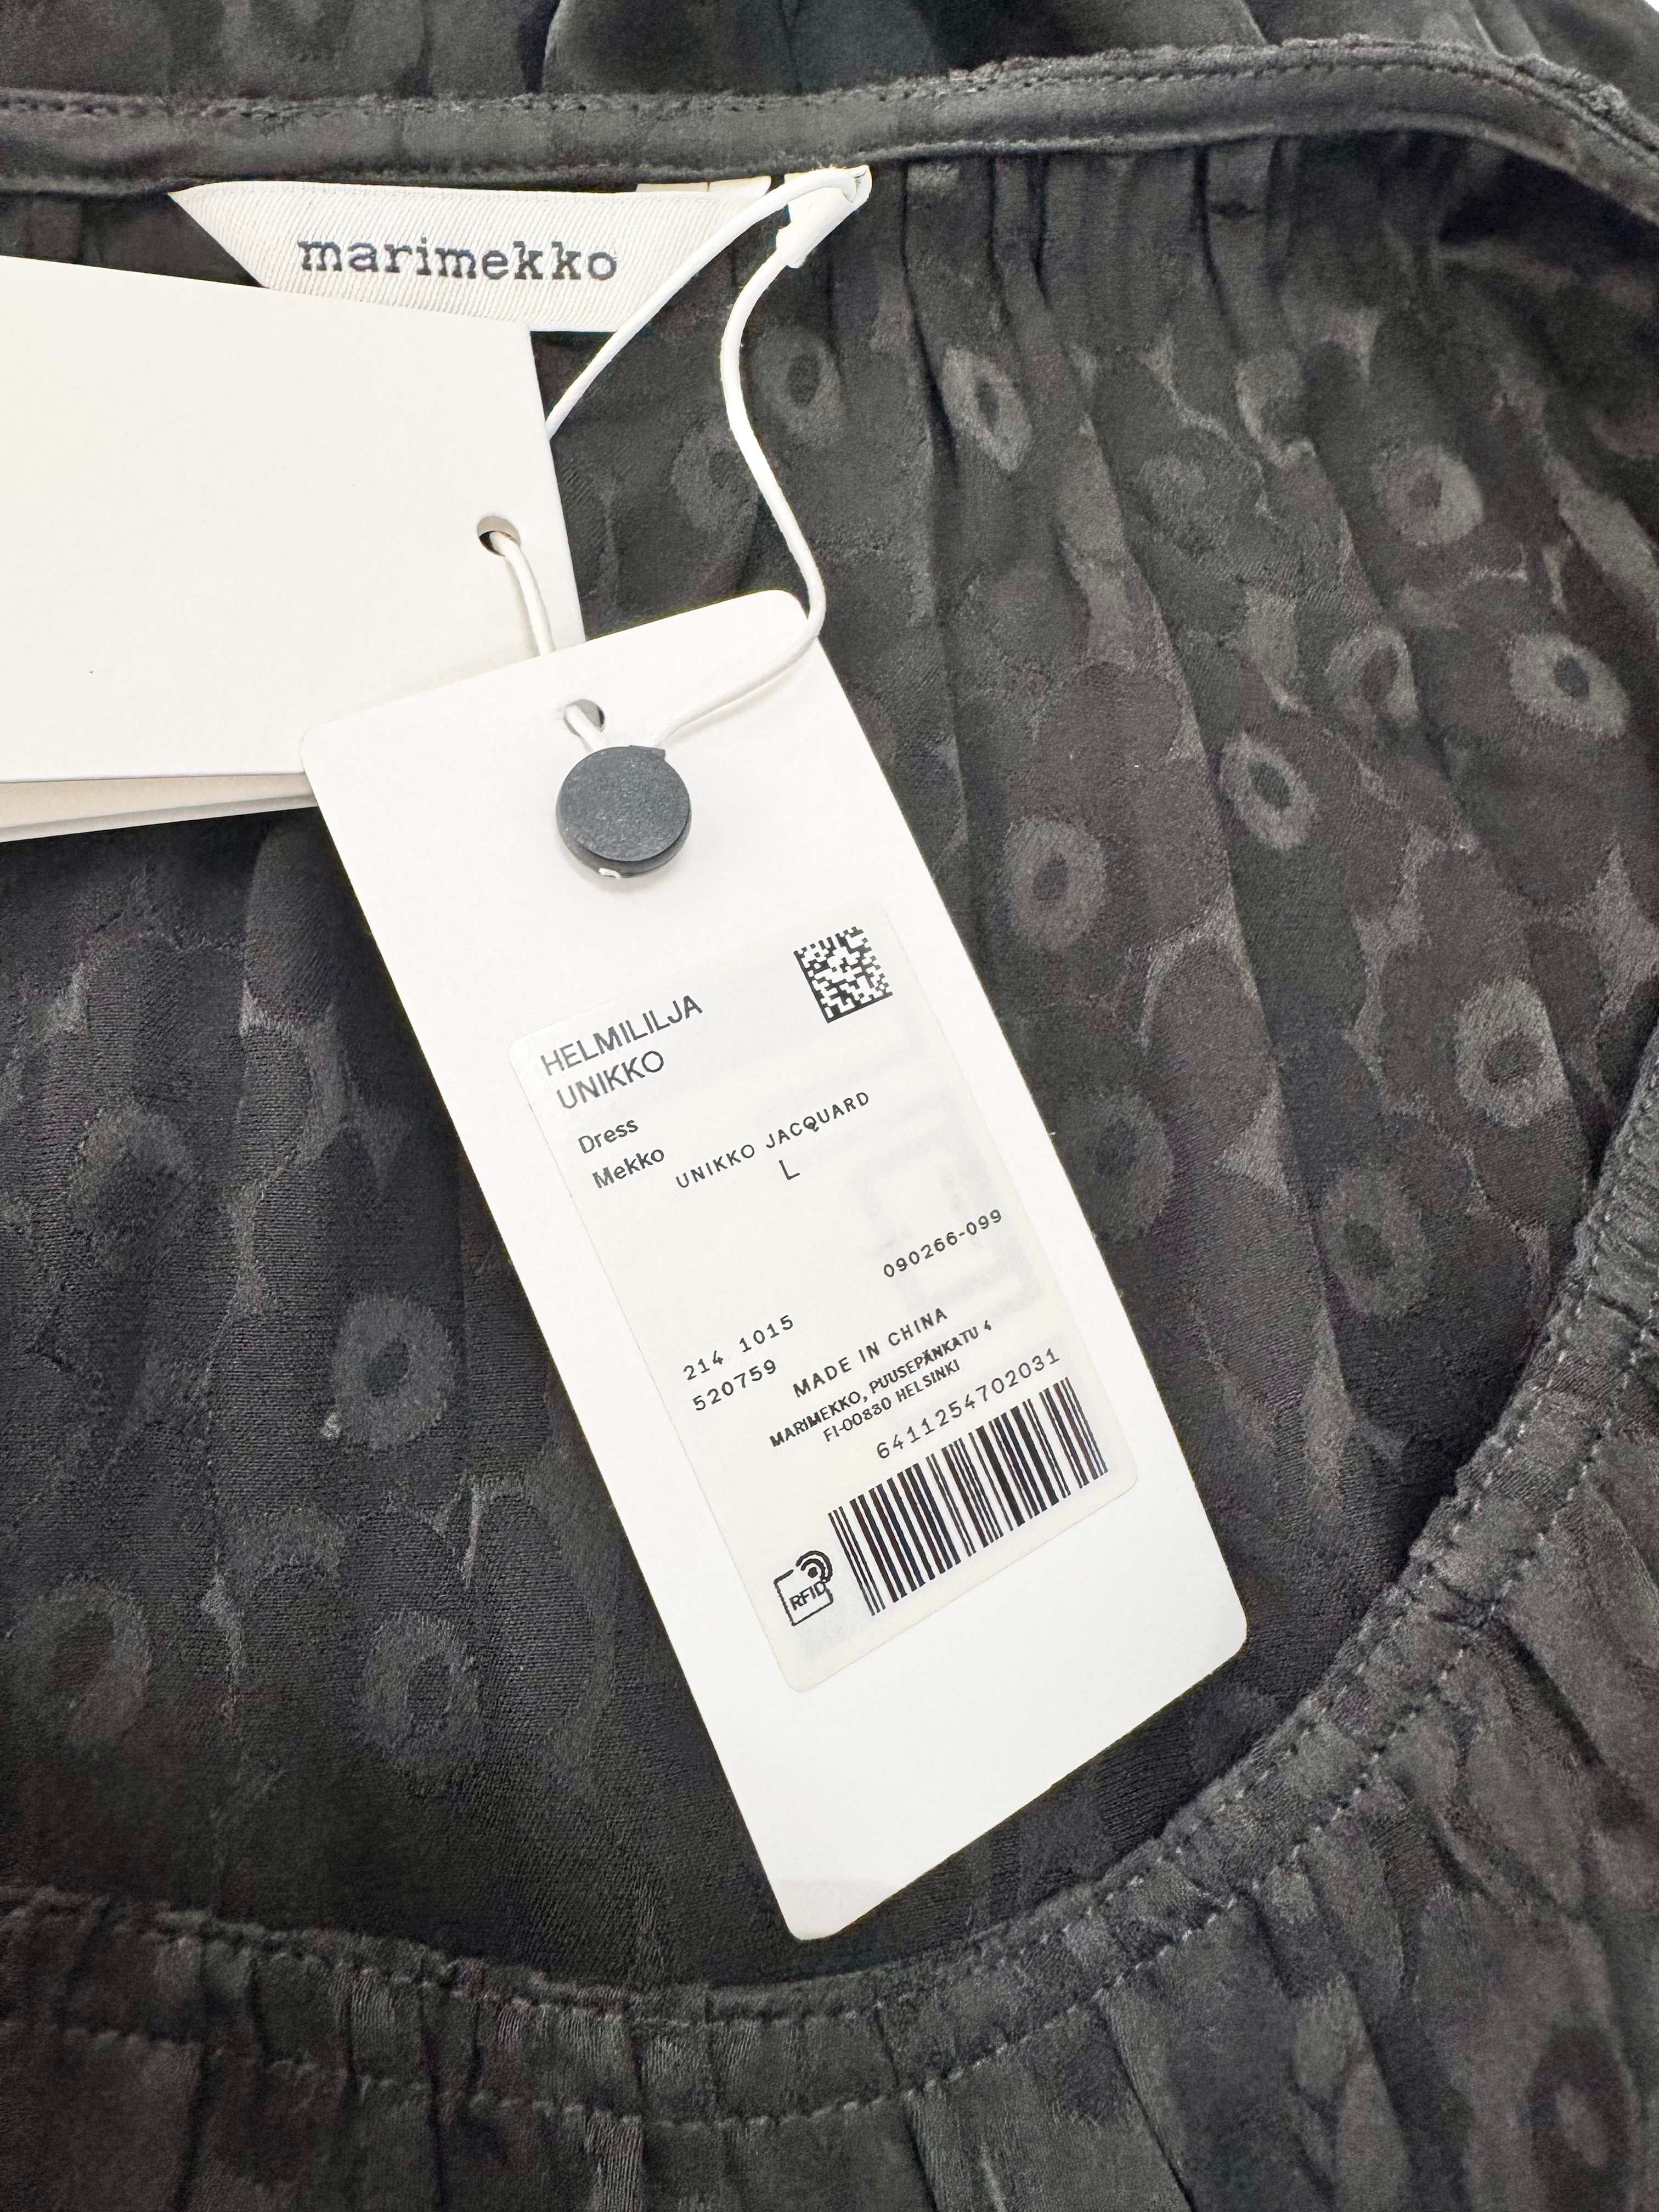 marimekko
HELMILILJA
UNIKKO
Dress
Mekko
UNIKKO JACQUARD
L
090266-099
214 1015
520759
MADE IN CHINA
MARIMEKKO, PUUSEPÄNKATU 4
FI-00880 HELSINKI
6411254702031
RFID